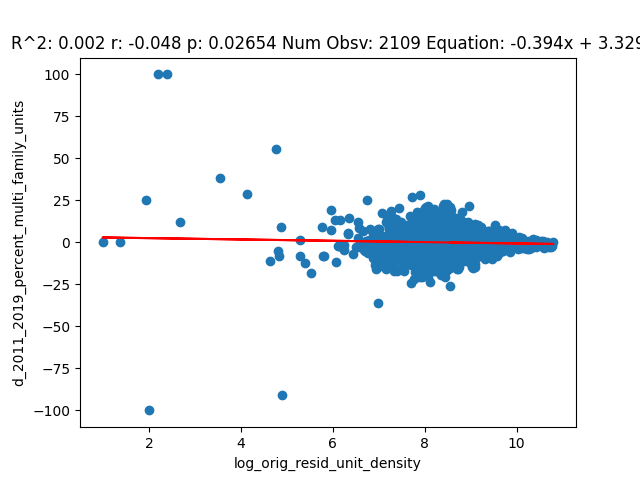 R^2: 0.002 r: -0.048 p: 0.02654 Num Obsv: 2109 Equation: -0.394x + 3.329
100
75
50
25
0
−25
−50
−75
−100
d_2011_2019_percent_multi_family_units
2 4 6 8 10
log_orig_resid_unit_density